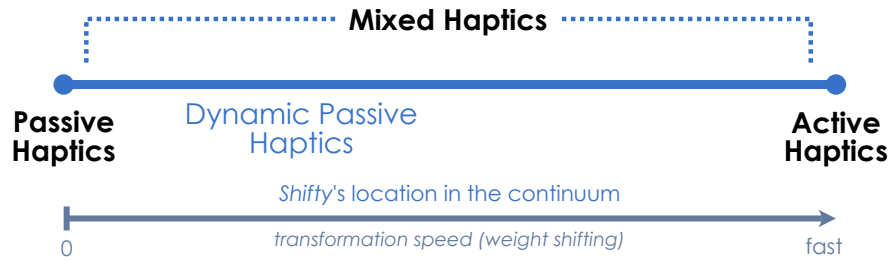 Mixed Haptics
Passive
Haptics
Dynamic Passive
Haptics
Active
Haptics
Shifty's location in the continuum
0
transformation speed (weight shifting)
fast